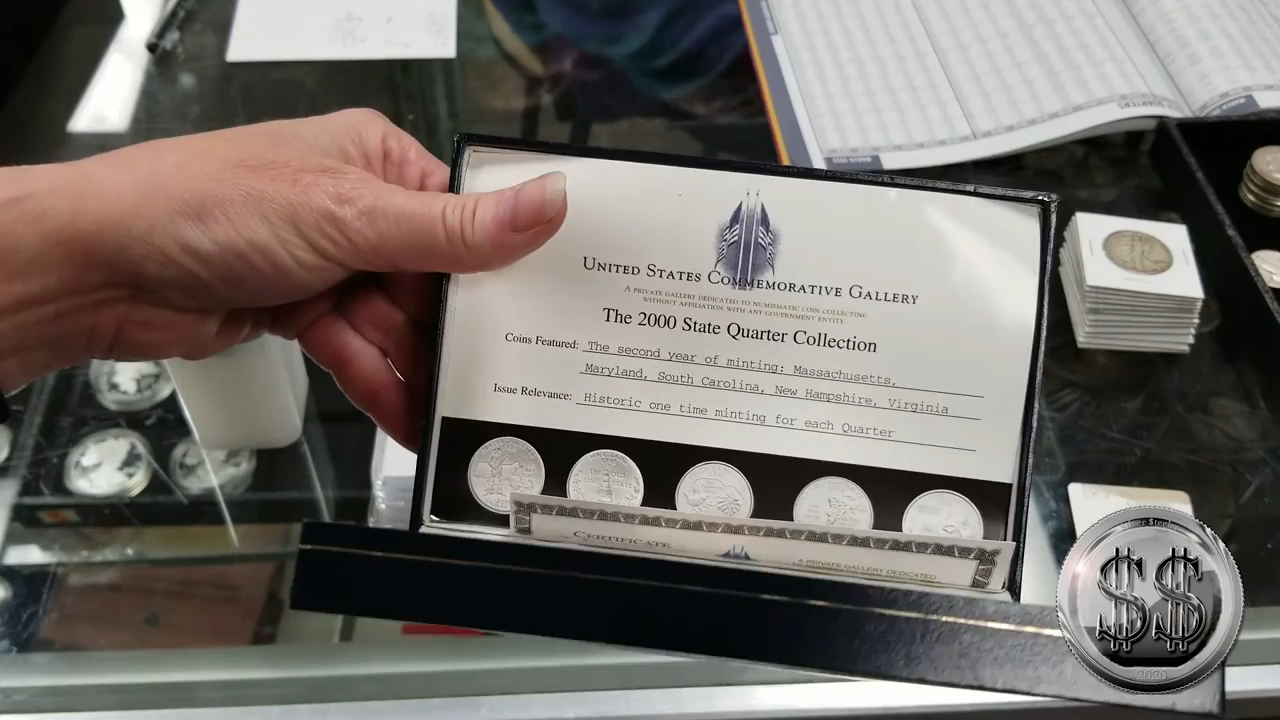 United States Commemorative Gallery
A private gallery dedicated to numismatic coin collecting
without affiliation with any government entity.
The 2000 State Quarter Collection
Coins Featured: The second year of minting: Massachusetts,
Maryland, South Carolina, New Hampshire, Virginia
Issue Relevance: Historic one time minting for each Quarter
Certificate
A private gallery dedicated
QUARTERS
$$
2020